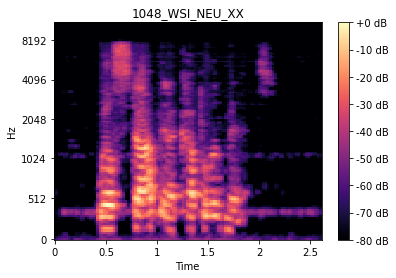 1048_WSI_NEU_XX
+0 dB
8192
-10 dB
4096
-20 dB
-30 dB
2048
Hz
-40 dB
1024
-50 dB
512
-60 dB
-70 dB
0
-80 dB
0 0.5 1 1.5 2 2.5
Time